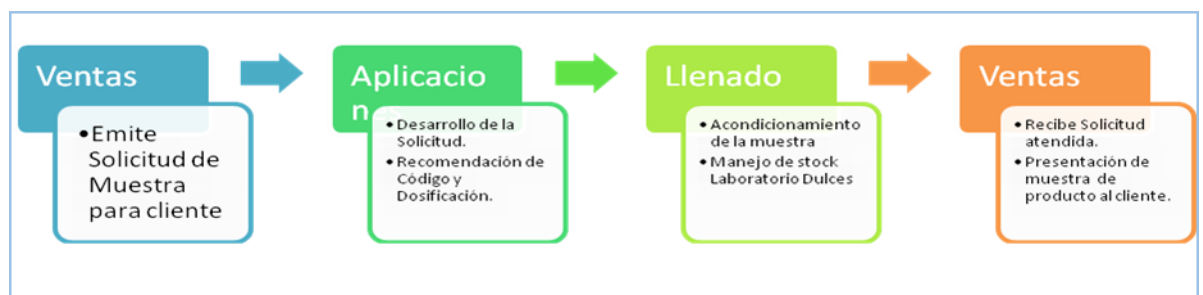 Ventas
•Emite
Solicitud de
Muestra
para cliente
Aplicacio
n
•Desarrollo de la
Solicitud.
•Recomendación de
Código y
Dosificación.
Llenado
•Acondicionamiento
de la muestra
•Manejo de stock
Laboratorio Dulces
Ventas
•Recibe Solicitud
atendida.
•Presentación de
muestra de
producto al cliente.